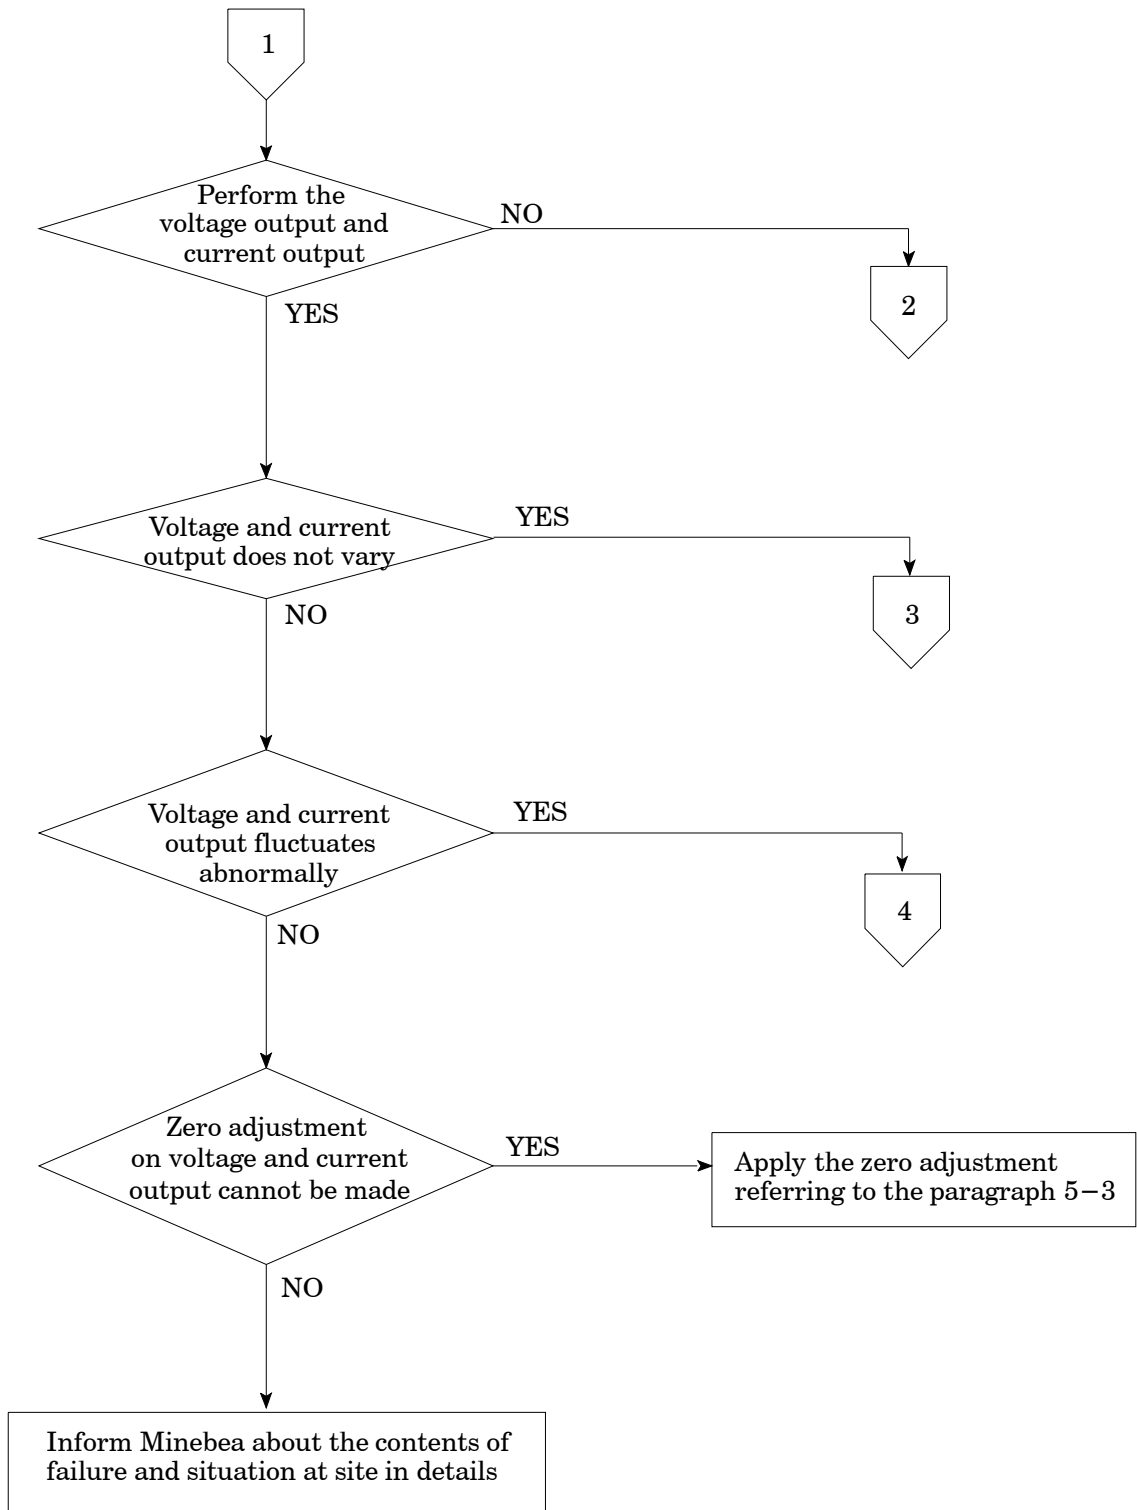 1
Perform the
voltage output and
current output
NO
2
YES
Voltage and current
output does not vary
YES
3
NO
Voltage and current
output fluctuates
abnormally
YES
4
NO
Zero adjustment
on voltage and current
output cannot be made
YES
Apply the zero adjustment
referring to the paragraph 5−3
NO
Inform Minebea about the contents of
failure and situation at site in details